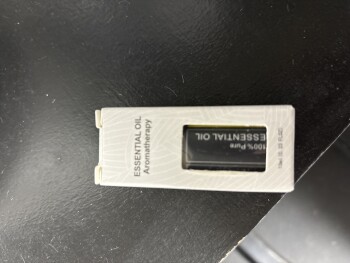 ESSENTIAL OIL
Aromatherapy
100% Pure
ESSENTIAL OIL